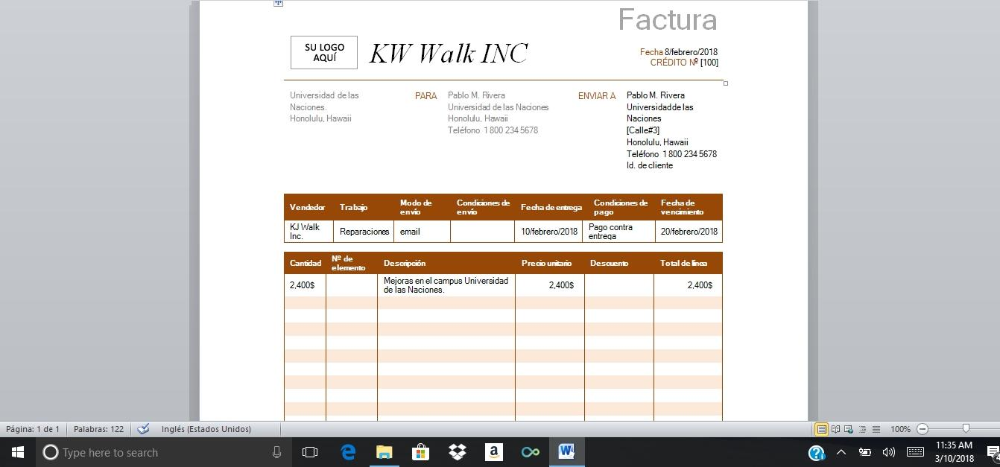 Factura
SU LOGO
AQUÍ
KW Walk INC
Fecha 8/febrero/2018
CRÉDITO Nº [100]
Universidad de las
Naciones.
Honolulu, Hawaii
PARA
Pablo M. Rivera
Universidad de las Naciones
Honolulu, Hawaii
Teléfono 1 800 234 5678
ENVIAR A
Pablo M. Rivera
Universidad de las
Naciones
[Calle#3]
Honolulu, Hawaii
Teléfono 1 800 234 5678
Id. de cliente
Vendedor Trabajo Modo de envío Condiciones de envío Fecha de entrega Condiciones de pago Fecha de vencimiento
KJ Walk Inc. Reparaciones email 10/febrero/2018 Pago contra entrega 20/febrero/2018
Cantidad Nº de elemento Descripción Precio unitario Descuento Total de línea
2,400$ Mejoras en el campus Universidad de las Naciones. 2,400$ 2,400$
Página: 1 de 1 Palabras: 122 Inglés (Estados Unidos) 100%
Type here to search
11:35 AM
3/10/2018